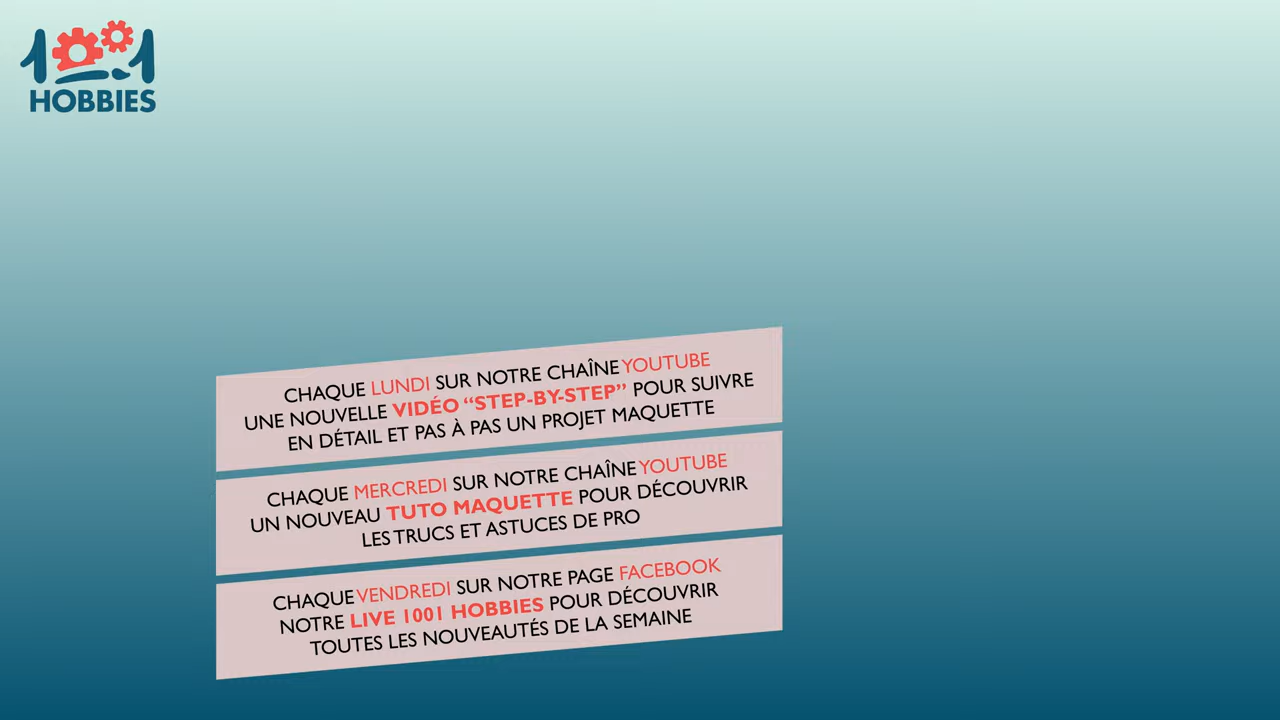 1001
HOBBIES
CHAQUE LUNDI SUR NOTRE CHAÎNE YOUTUBE
UNE NOUVELLE VIDÉO “STEP-BY-STEP” POUR SUIVRE
EN DÉTAIL ET PAS À PAS UN PROJET MAQUETTE
CHAQUE MERCREDI SUR NOTRE CHAÎNE YOUTUBE
UN NOUVEAU TUTO MAQUETTE POUR DÉCOUVRIR
LES TRUCS ET ASTUCES DE PRO
CHAQUE VENDREDI SUR NOTRE PAGE FACEBOOK
NOTRE LIVE 1001 HOBBIES POUR DÉCOUVRIR
TOUTES LES NOUVEAUTÉS DE LA SEMAINE